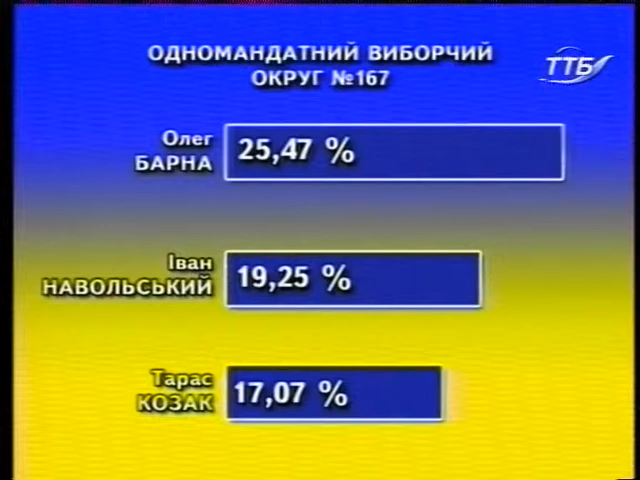 ОДНОМАНДАТНИЙ ВИБОРЧИЙ
ОКРУГ №167
ТТБ
Олег
БАРНА
25,47 %
Іван
НАВОЛЬСЬКИЙ
19,25 %
Тарас
КОЗАК
17,07 %